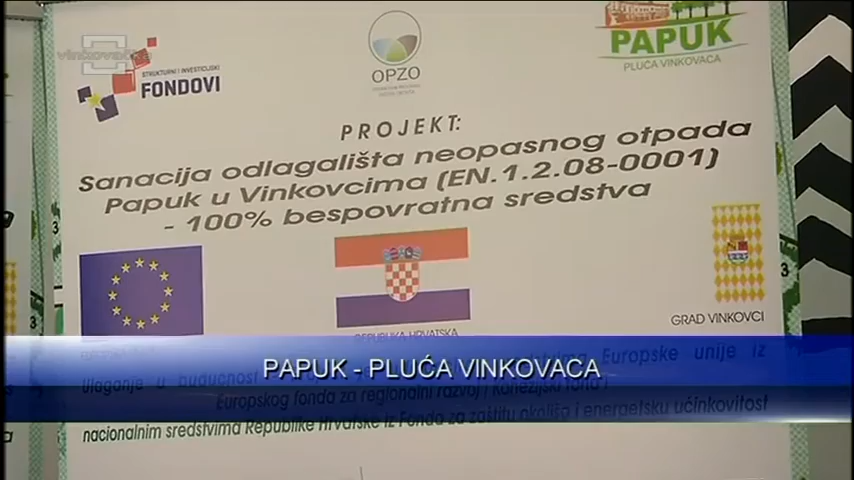 vinkovačka
STRUKTURNI I INVESTICIJSKI
FONDOVI
OPZO
PAPUK
PLUĆA VINKOVACA
PROJEKT:
Sanacija odlagališta neopasnog otpada
Papuk u Vinkovcima (EN.1.2.08-0001)
- 100% bespovratna sredstva
REPUBLIKA HRVATSKA
GRAD VINKOVCI
PAPUK - PLUĆA VINKOVACA
Europske unije iz
Ulaganje u budućnost
Europskog fonda za regionalni razvoj i Kohezijski fond)
nacionalnim sredstvima Republike Hrvatske iz Fonda za zaštitu okoliša i energetsku učinkovitost